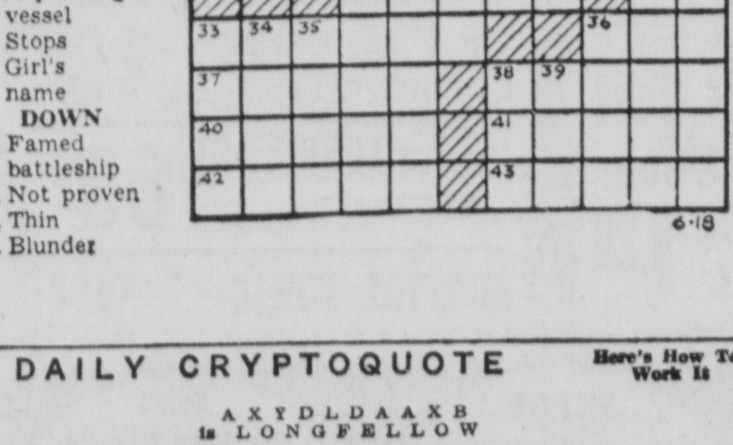 vessel
Stops
Girl's
name
DOWN
Famed
battleship
Not proven
Thin
Blunder
33 34 35 36
37 38 39
40 41
42 43
6-18
DAILY CRYPTOQUOTE
Here's How To
Work It
A X Y D L D A A X B
is L O N G F E L L O W